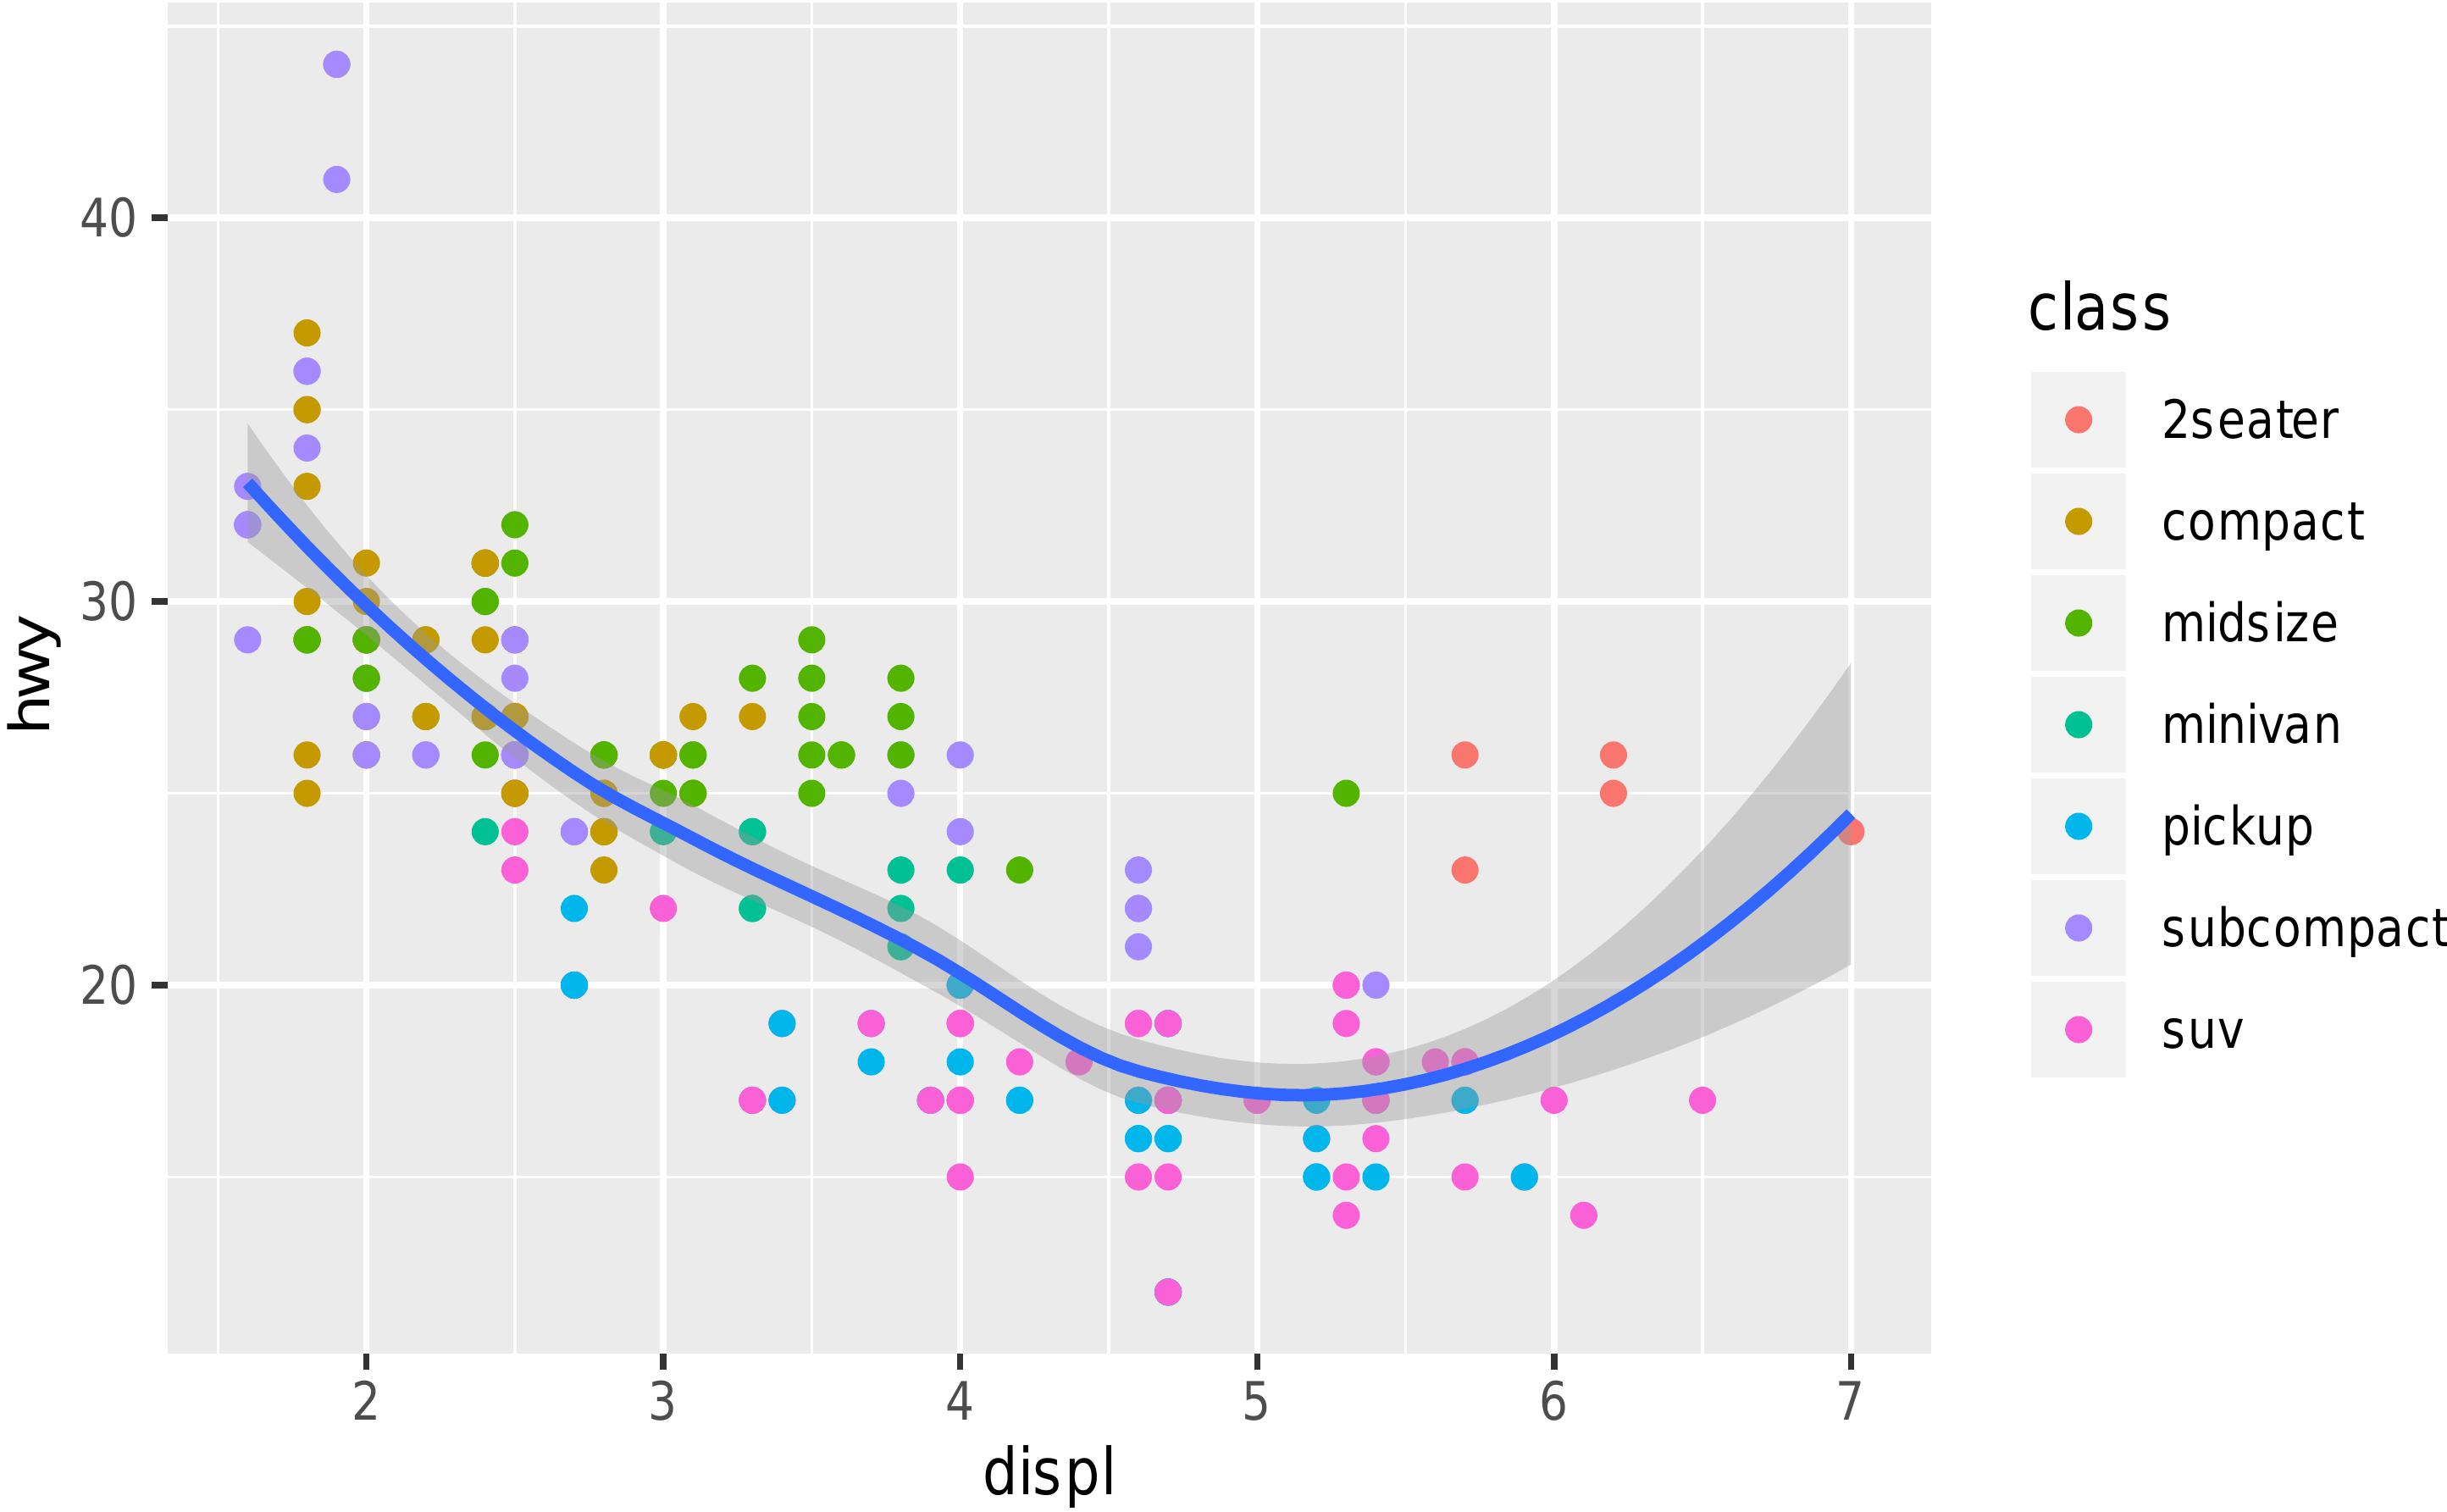 hwy
40
30
20
2 3 4 5 6 7
displ
class
2seater
compact
midsize
minivan
pickup
subcompact
suv